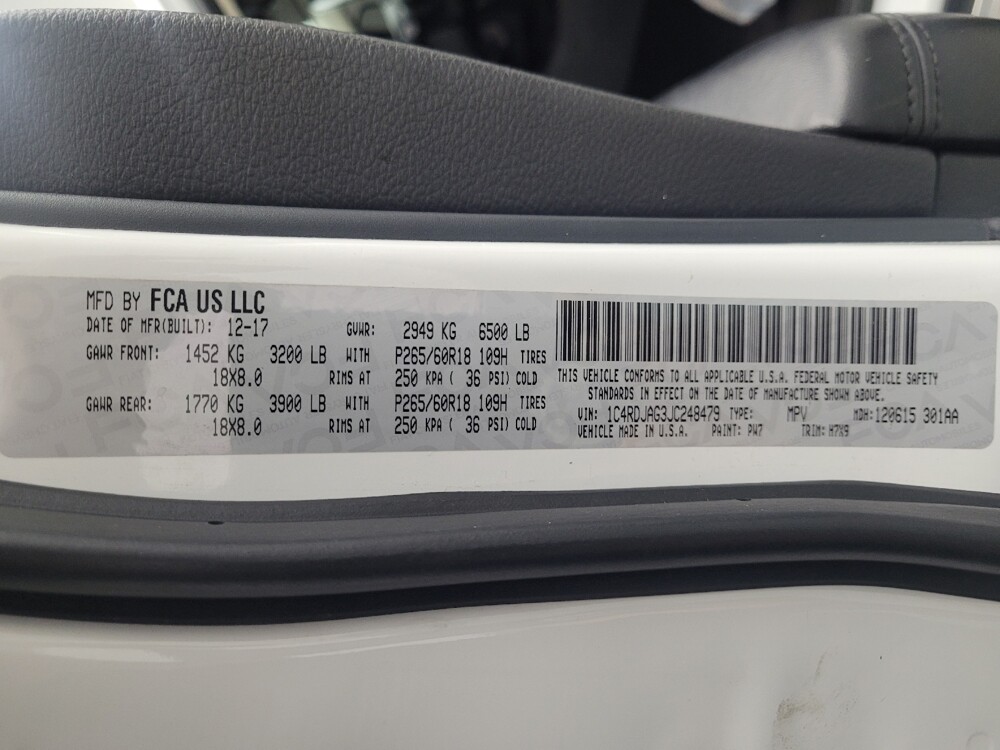 MFD BY FCA US LLC
DATE OF MFR(BUILT): 12-17 GVWR: 2949 KG 6500 LB
GAWR FRONT: 1452 KG 3200 LB WITH P265/60R18 109H TIRES
18X8.0 RIMS AT 250 KPA ( 36 PSI) COLD
GAWR REAR: 1770 KG 3900 LB WITH P265/60R18 109H TIRES
18X8.0 RIMS AT 250 KPA ( 36 PSI) COLD
THIS VEHICLE CONFORMS TO ALL APPLICABLE U.S.A. FEDERAL MOTOR VEHICLE SAFETY
STANDARDS IN EFFECT ON THE DATE OF MANUFACTURE SHOWN ABOVE.
VIN: 1C4RDJAG3JC248479 TYPE: MPV MDH: 120615 301AA
VEHICLE MADE IN U.S.A. PAINT: PW7 TRIM: H7X9